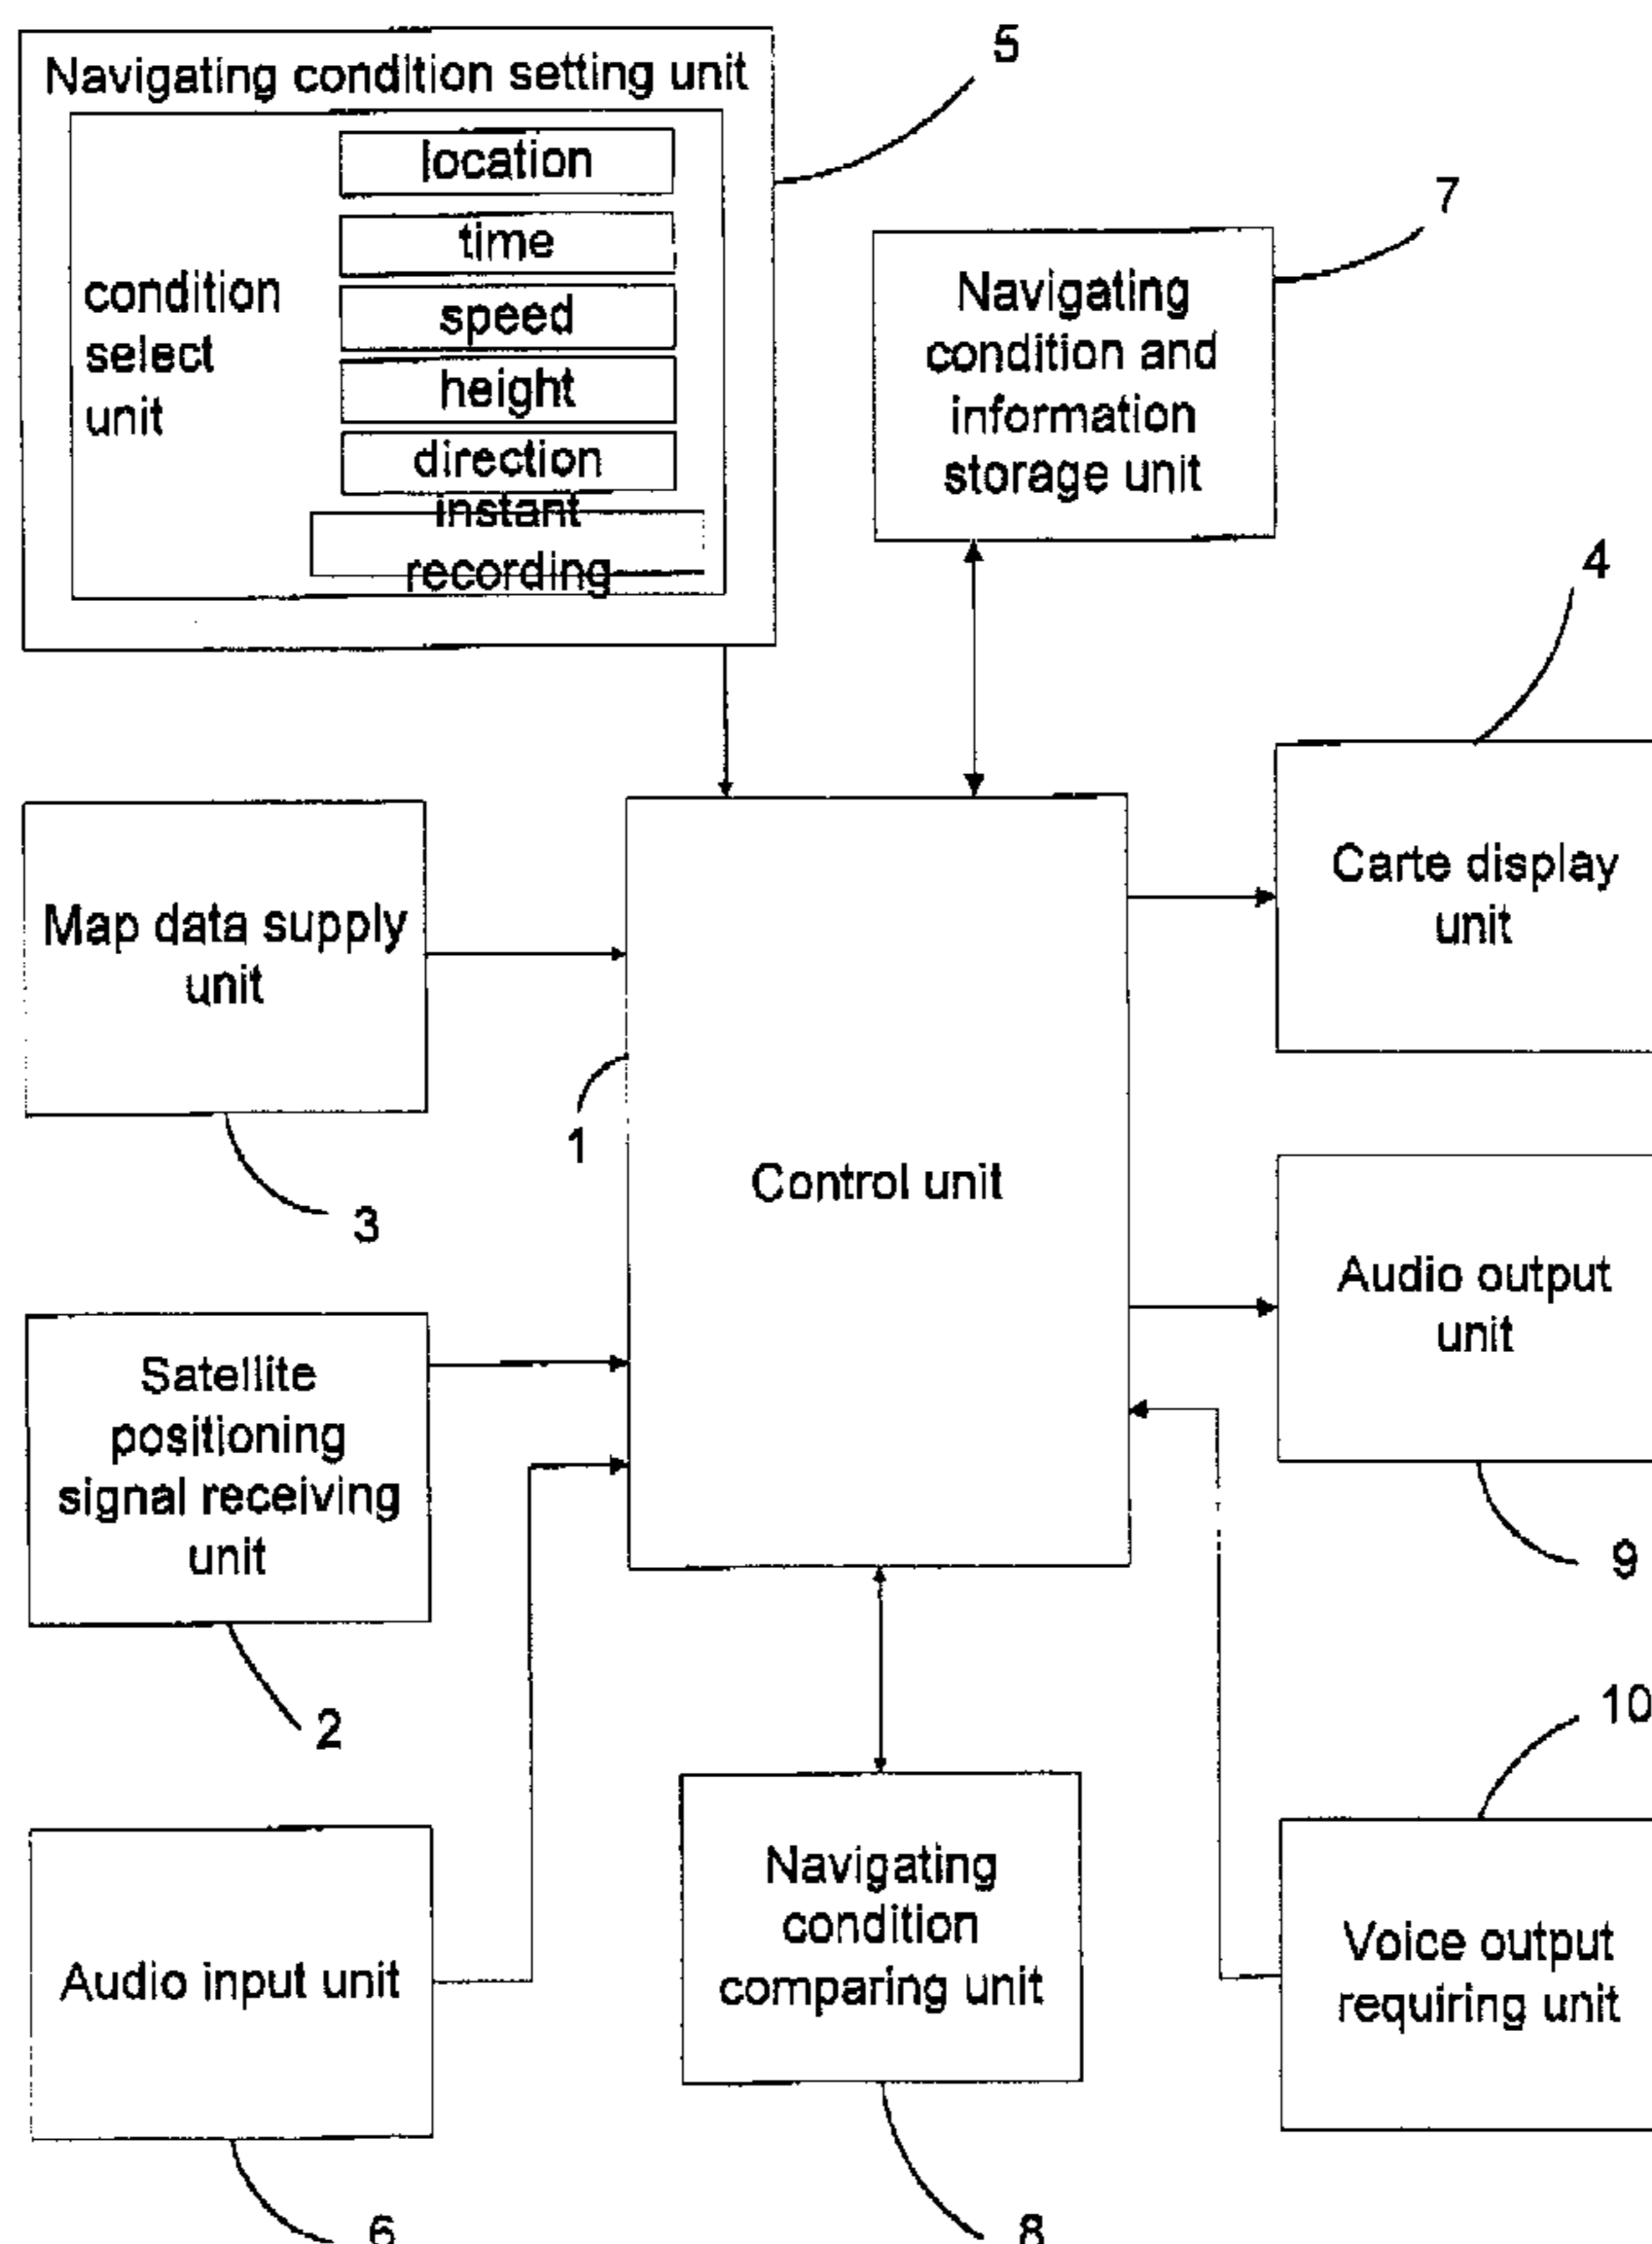 5
Navigating condition setting unit
location
time
speed
height
direction
instant
recording
condition
select
unit
7
Navigating
condition and
information
storage unit
4
Carte display
unit
Map data supply
unit
3
1
Control unit
Audio output
unit
9
Satellite
positioning
signal receiving
unit
2
10
Audio input unit
6
Navigating
condition
comparing unit
8
Voice output
requiring unit